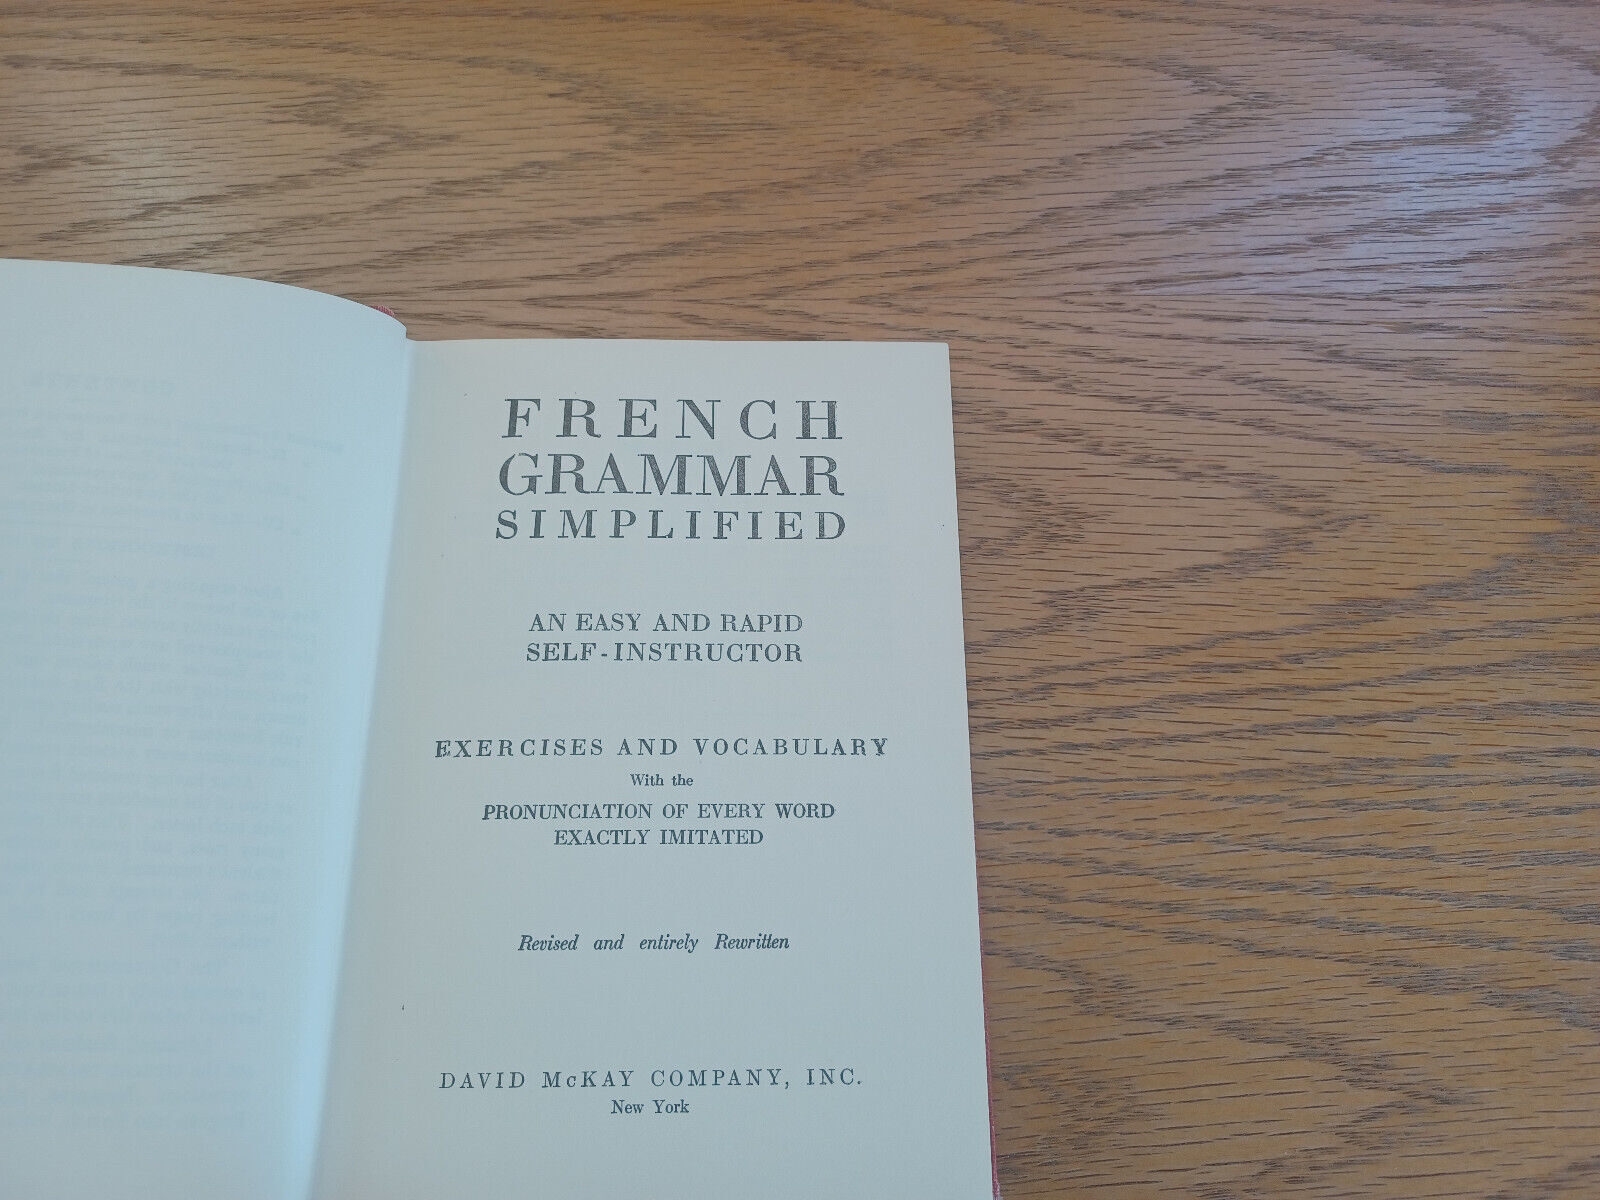 FRENCH
GRAMMAR
SIMPLIFIED
AN EASY AND RAPID
SELF-INSTRUCTOR
EXERCISES AND VOCABULARY
With the
PRONUNCIATION OF EVERY WORD
EXACTLY IMITATED
Revised and entirely Rewritten
DAVID McKAY COMPANY, INC.
New York